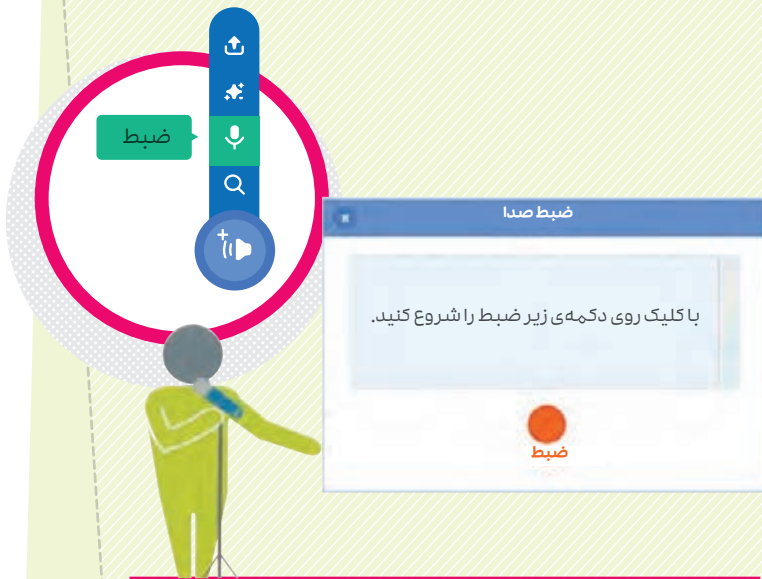 ضبط
ضبط صدا
با کلیک روی دکمه‌ی زیر ضبط را شروع کنید.
ضبط